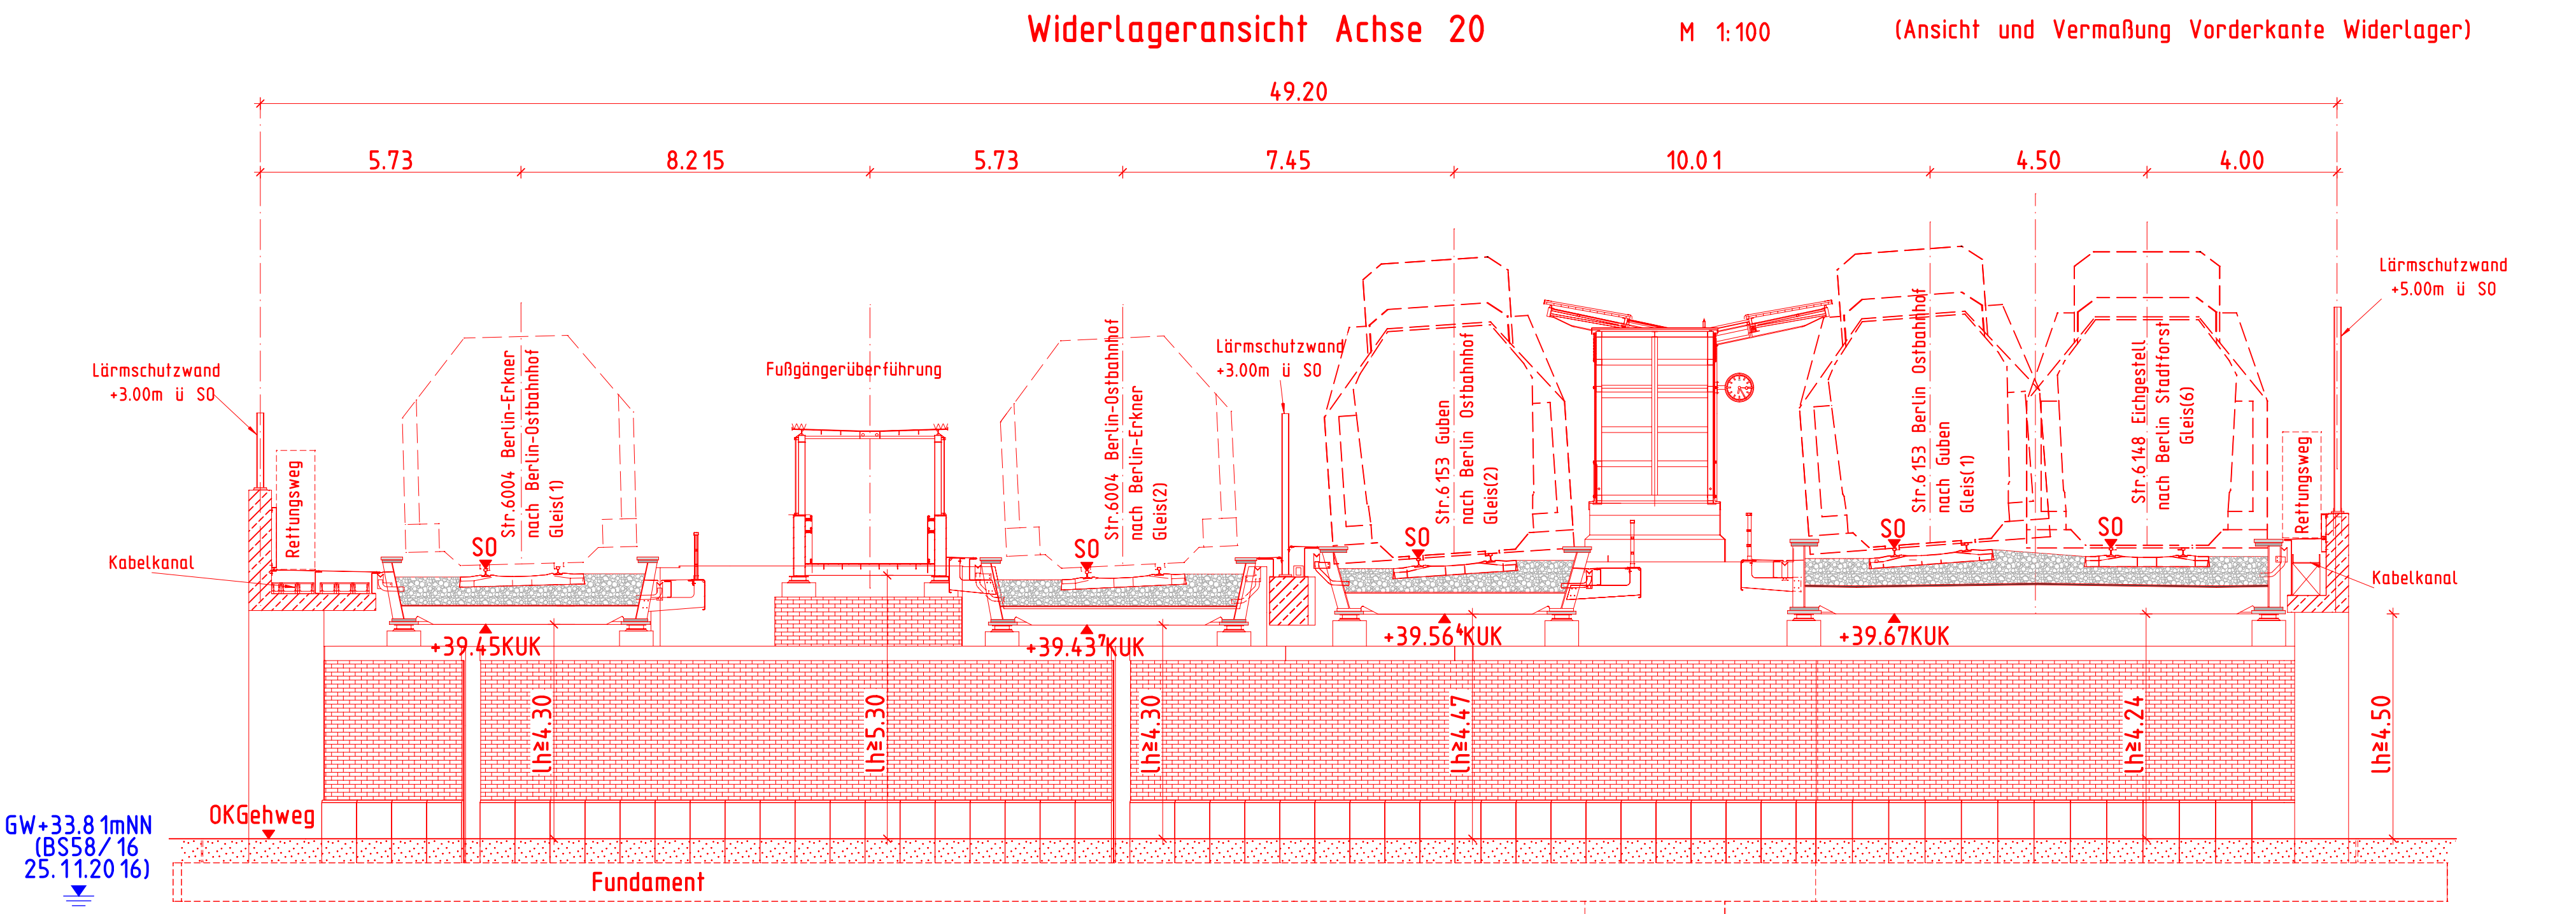 Widerlageransicht Achse 20 M 1:100 (Ansicht und Vermaßung Vorderkante Widerlager)
49.20
5.73 8.215 5.73 7.45 10.01 4.50 4.00
Lärmschutzwand
+3.00m ü SO
Rettungsweg
Kabelkanal
Str.6004 Berlin-Erkner
nach Berlin-Ostbahnhof
Gleis(1)
SO
+39.45KUK
Fußgängerüberführung
Str.6004 Berlin-Ostbahnhof
nach Berlin-Erkner
Gleis(2)
SO
+39.43⁷KUK
Lärmschutzwand
+3.00m ü SO
Str.6153 Guben
nach Berlin Ostbahnhof
Gleis(2)
SO
+39.56⁴KUK
Str.6153 Berlin Ostbahnhof
nach Guben
Gleis(1)
SO
+39.67KUK
Str.6148 Eichgestell
nach Berlin Stadtforst
Gleis(6)
SO
Rettungsweg
Lärmschutzwand
+5.00m ü SO
Kabelkanal
lh≥4.30
lh≥5.30
lh≥4.30
lh≥4.47
lh≥4.24
lh≥4.50
OKGehweg
GW+33.81mNN
(BS58/16
25.11.2016)
Fundament